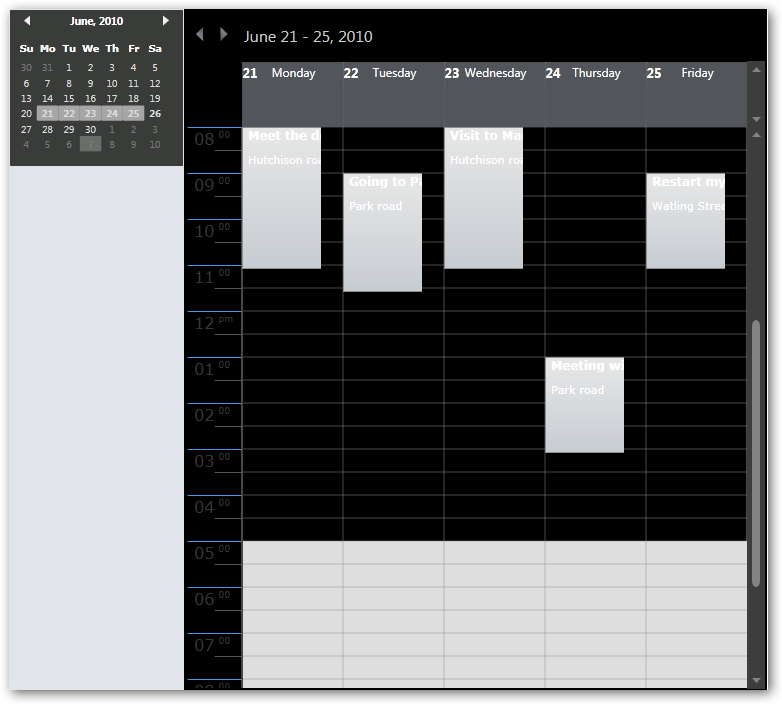 June, 2010
Su Mo Tu We Th Fr Sa
30 31 1 2 3 4 5
6 7 8 9 10 11 12
13 14 15 16 17 18 19
20 21 22 23 24 25 26
27 28 29 30 1 2 3
4 5 6 7 8 9 10
June 21 - 25, 2010
21 Monday 22 Tuesday 23 Wednesday 24 Thursday 25 Friday
08 00
Meet the d
Visit to Ma
Hutchison roa
Hutchison roa
09 00
Going to Pa
Restart my
Park road
Watling Stree
10 00
11 00
12 pm
01 00
Meeting wi
Park road
02 00
03 00
04 00
05 00
06 00
07 00